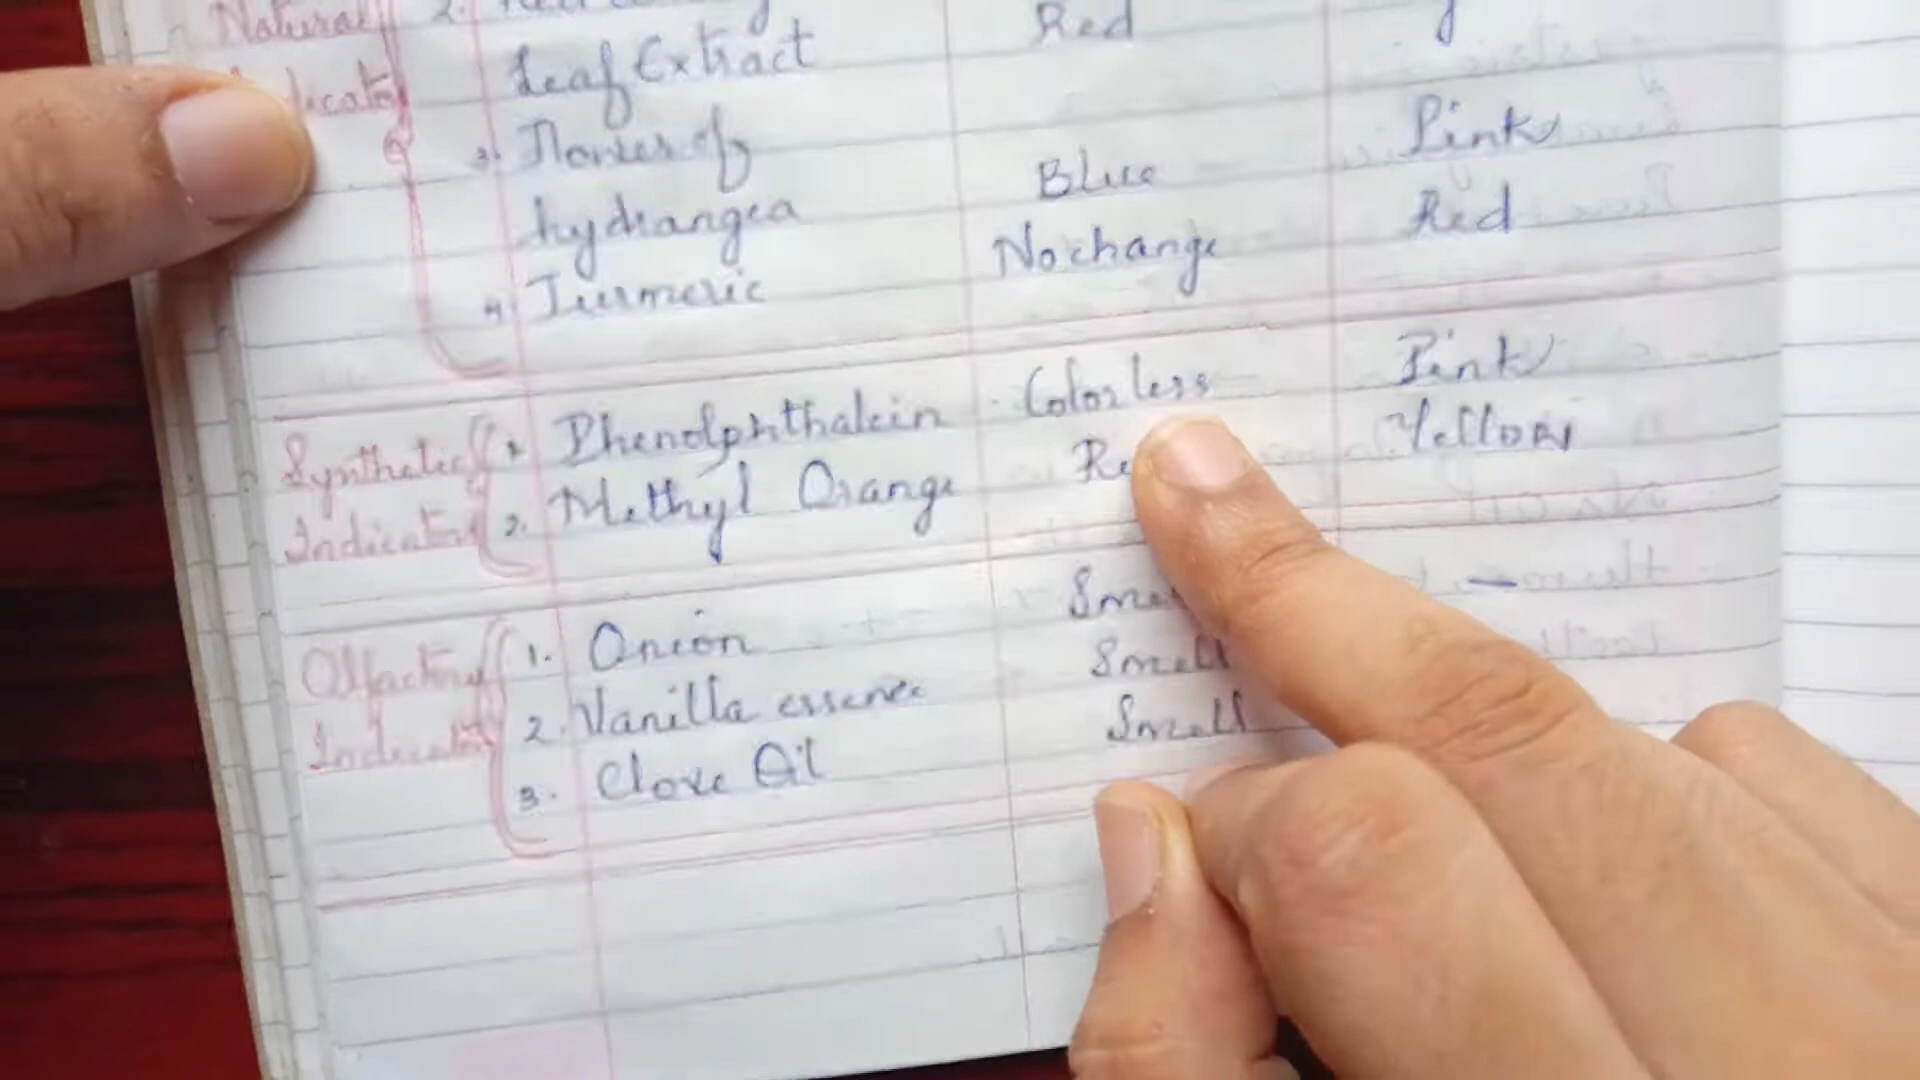 Natural 2. Red
Leaf Extract
3. Flower of Pink
hydrangea Blue Red
4. Turmeric No change
Synthetic 1. Phenolphthalein Colorless Pink
Indicator 2. Methyl Orange Yellow
Olfactory 1. Onion
Indicator 2. Vanilla essence Smell
3. Clove Oil Smell